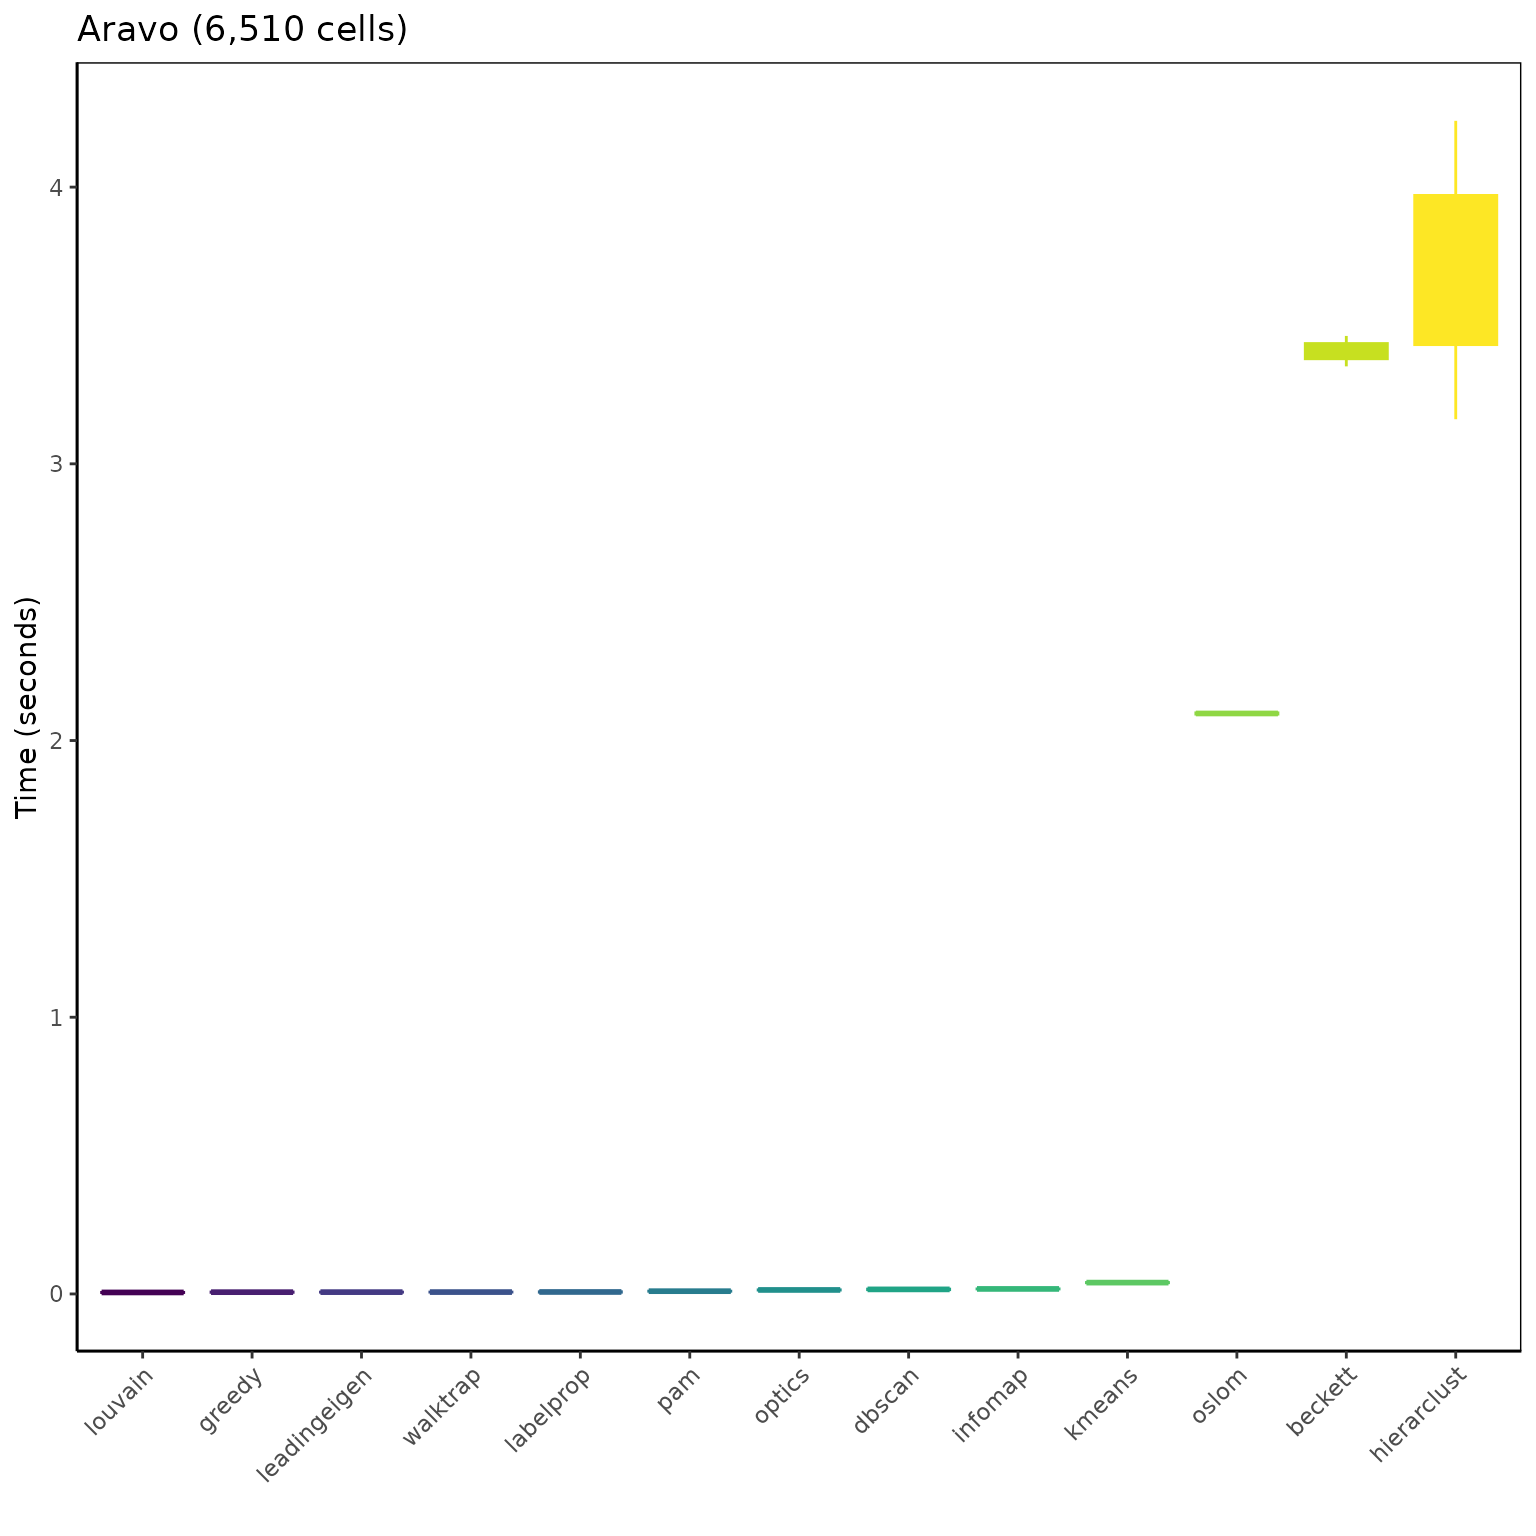 Aravo (6,510 cells)
Time (seconds)
4
3
2
1
0
louvain
greedy
leadingeigen
walktrap
labelprop
pam
optics
dbscan
infomap
kmeans
oslom
beckett
hierarclust